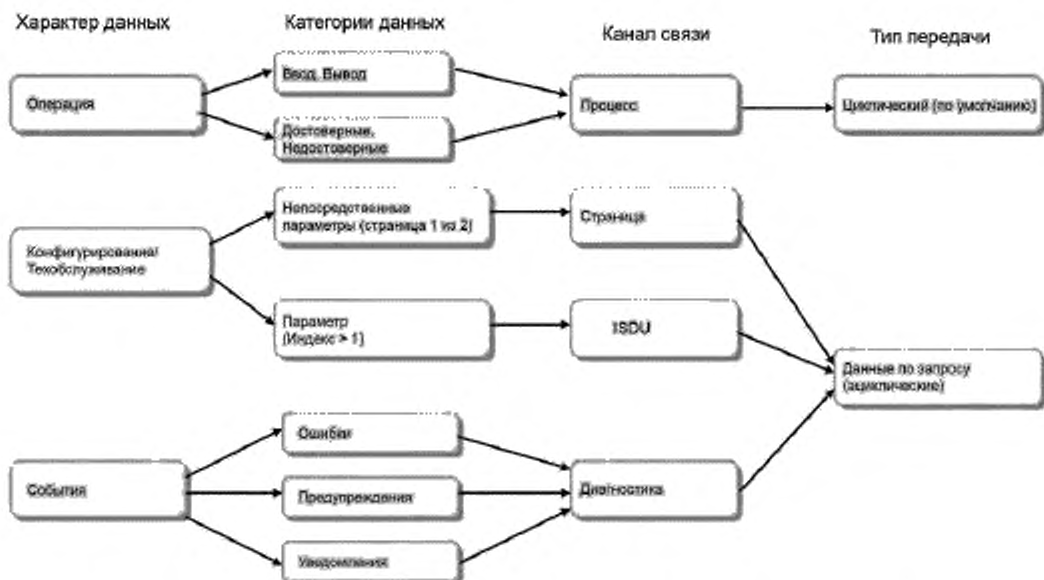 Характер данных
Категории данных
Канал связи
Тип передачи
Операция
Ввод, Вывод
Достоверные,
Недостоверные
Процесс
Циклический (по умолчанию)
Конфигурирование/
Техобслуживание
Непосредственные
параметры (страница 1 из 2)
Страница
Параметр
(Индекс > 1)
ISDU
Данные по запросу
(ациклические)
События
Ошибки
Предупреждения
Уведомления
Диагностика